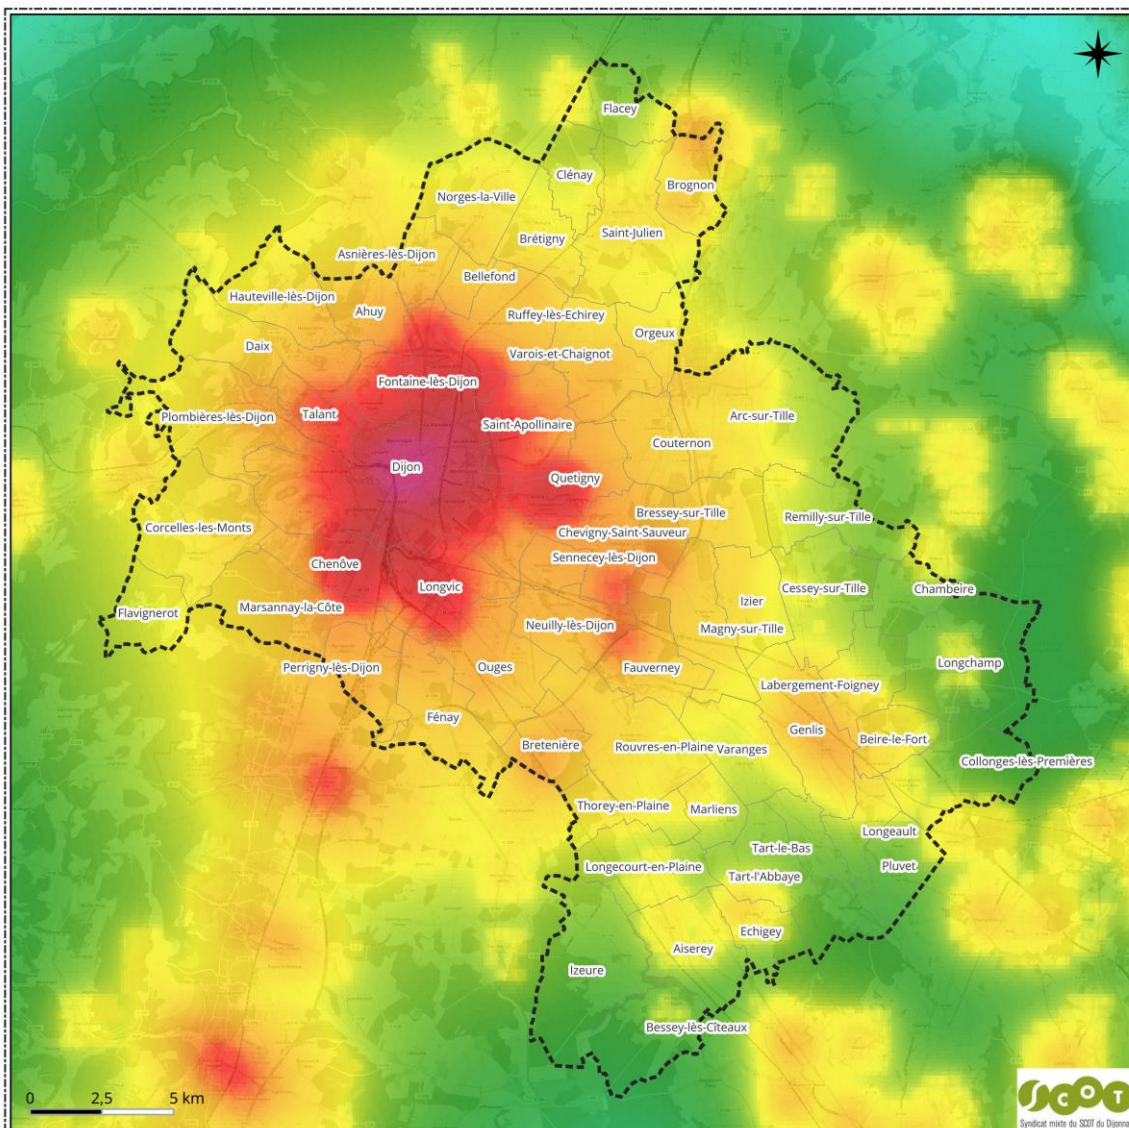 Flacey
Clénay
Brognon
Norges-la-Ville
Saint-Julien
Brétigny
Asnières-lès-Dijon
Bellefond
Hauteville-lès-Dijon
Ahuy
Ruffey-lès-Echirey
Orgeux
Daix
Varois-et-Chaignot
Fontaine-lès-Dijon
Plombières-lès-Dijon
Talant
Arc-sur-Tille
Saint-Apollinaire
Couternon
Dijon
Quetigny
Bressey-sur-Tille
Remilly-sur-Tille
Corcelles-les-Monts
Chevigny-Saint-Sauveur
Sennecey-lès-Dijon
Chenôve
Longvic
Cessey-sur-Tille
Chambeire
Flavignerot
Marsannay-la-Côte
Izier
Neuilly-lès-Dijon
Magny-sur-Tille
Perrigny-lès-Dijon
Ouges
Fauverney
Longchamp
Labergement-Foigney
Fénay
Genlis
Beire-le-Fort
Bretenière
Rouvres-en-Plaine
Varanges
Collonges-lès-Premières
Thorey-en-Plaine
Marliens
Longeault
Tart-le-Bas
Longecourt-en-Plaine
Tart-l'Abbaye
Pluvet
Echigey
Aiserey
Izeure
Bessey-lès-Cîteaux
0 2,5 5 km
SCOT
Syndicat mixte du SCOT du Dijonnais